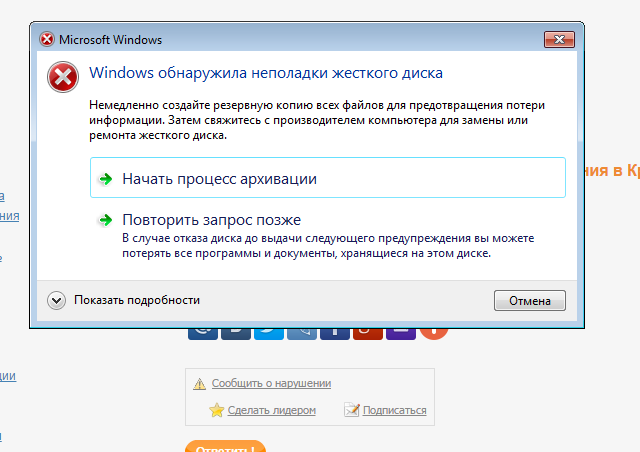 Microsoft Windows
Windows обнаружила неполадки жесткого диска
Немедленно создайте резервную копию всех файлов для предотвращения потери
информации. Затем свяжитесь с производителем компьютера для замены или
ремонта жесткого диска.
ния в Кр
Начать процесс архивации
а
ния
Повторить запрос позже
В случае отказа диска до выдачи следующего предупреждения вы можете
потерять все программы и документы, хранящиеся на этом диске.
Показать подробности
Отмена
ции
Сообщить о нарушении
Сделать лидером
Подписаться
Ответить!